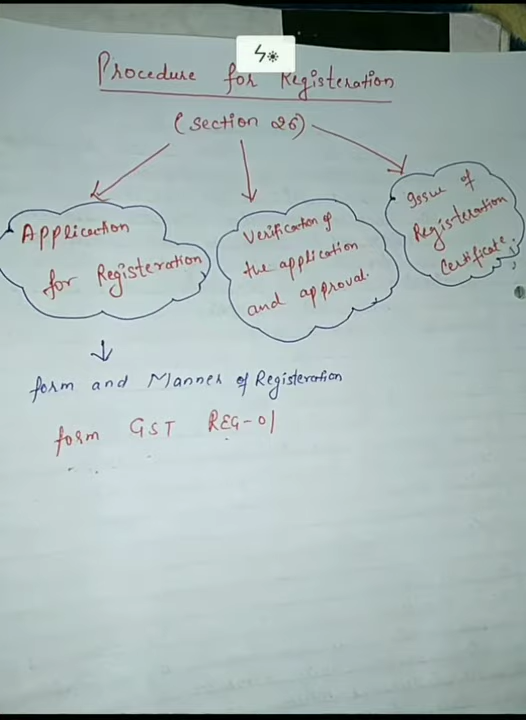 Procedure for Registeration
(Section 26)
Application
for Registeration
Verification of
the application
and approval.
Issue of
Registeration
Certificate;
form and Manner of Registeration
form GST REG-01